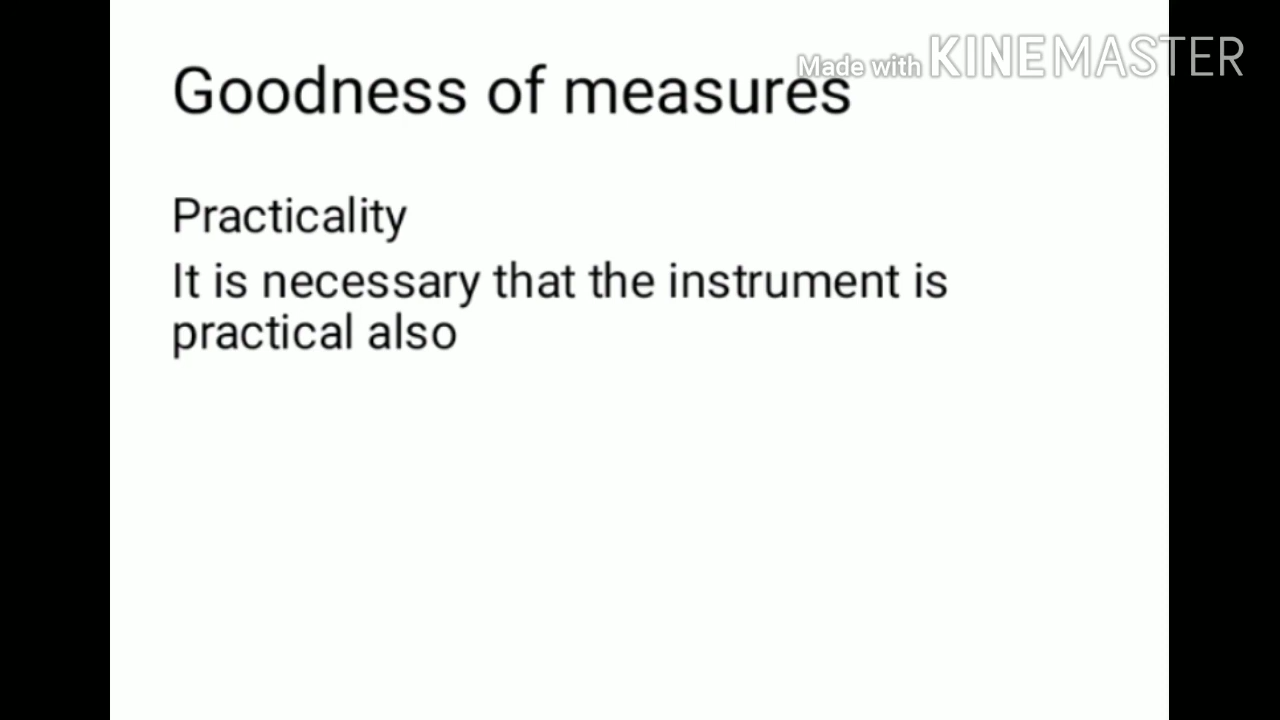 Made with KINEMASTER
Goodness of measures
Practicality
It is necessary that the instrument is
practical also